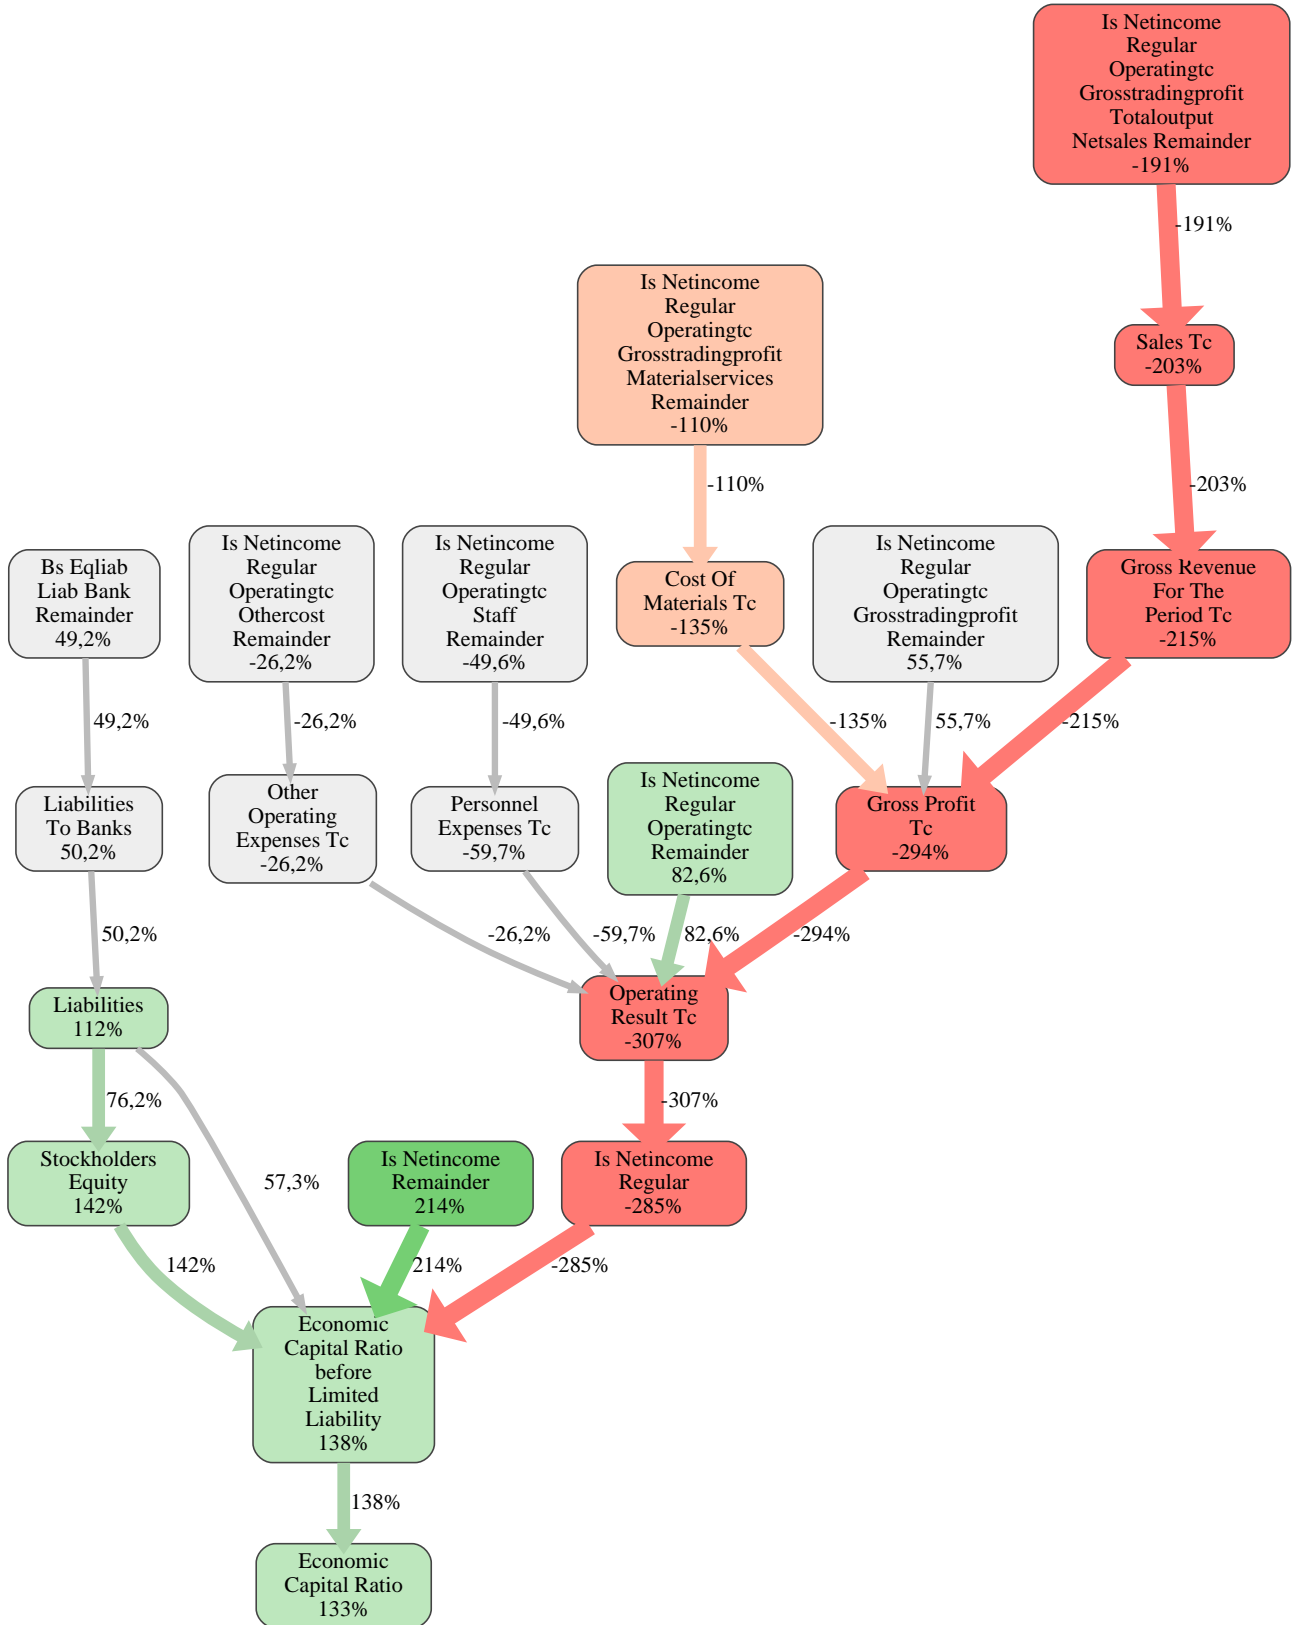 Is Netincome
Regular
Operatingtc
Grosstradingprofit
Totaloutput
Netsales Remainder
-191%
-191%
Is Netincome
Regular
Operatingtc
Grosstradingprofit
Materialservices
Remainder
-110%
Sales Tc
-203%
-110%
-203%
Bs Eqliab
Liab Bank
Remainder
49,2%
Is Netincome
Regular
Operatingtc
Othercost
Remainder
-26,2%
Is Netincome
Regular
Operatingtc
Staff
Remainder
-49,6%
Cost Of
Materials Tc
-135%
Is Netincome
Regular
Operatingtc
Grosstradingprofit
Remainder
55,7%
Gross Revenue
For The
Period Tc
-215%
49,2%
-26,2%
-49,6%
-135%
55,7%
-215%
Liabilities
To Banks
50,2%
Other
Operating
Expenses Tc
-26,2%
Personnel
Expenses Tc
-59,7%
Is Netincome
Regular
Operatingtc
Remainder
82,6%
Gross Profit
Tc
-294%
50,2%
-26,2%
-59,7%
82,6%
-294%
Liabilities
112%
Operating
Result Tc
-307%
76,2%
-307%
Stockholders
Equity
142%
57,3%
Is Netincome
Remainder
214%
Is Netincome
Regular
-285%
142%
214%
-285%
Economic
Capital Ratio
before
Limited
Liability
138%
138%
Economic
Capital Ratio
133%